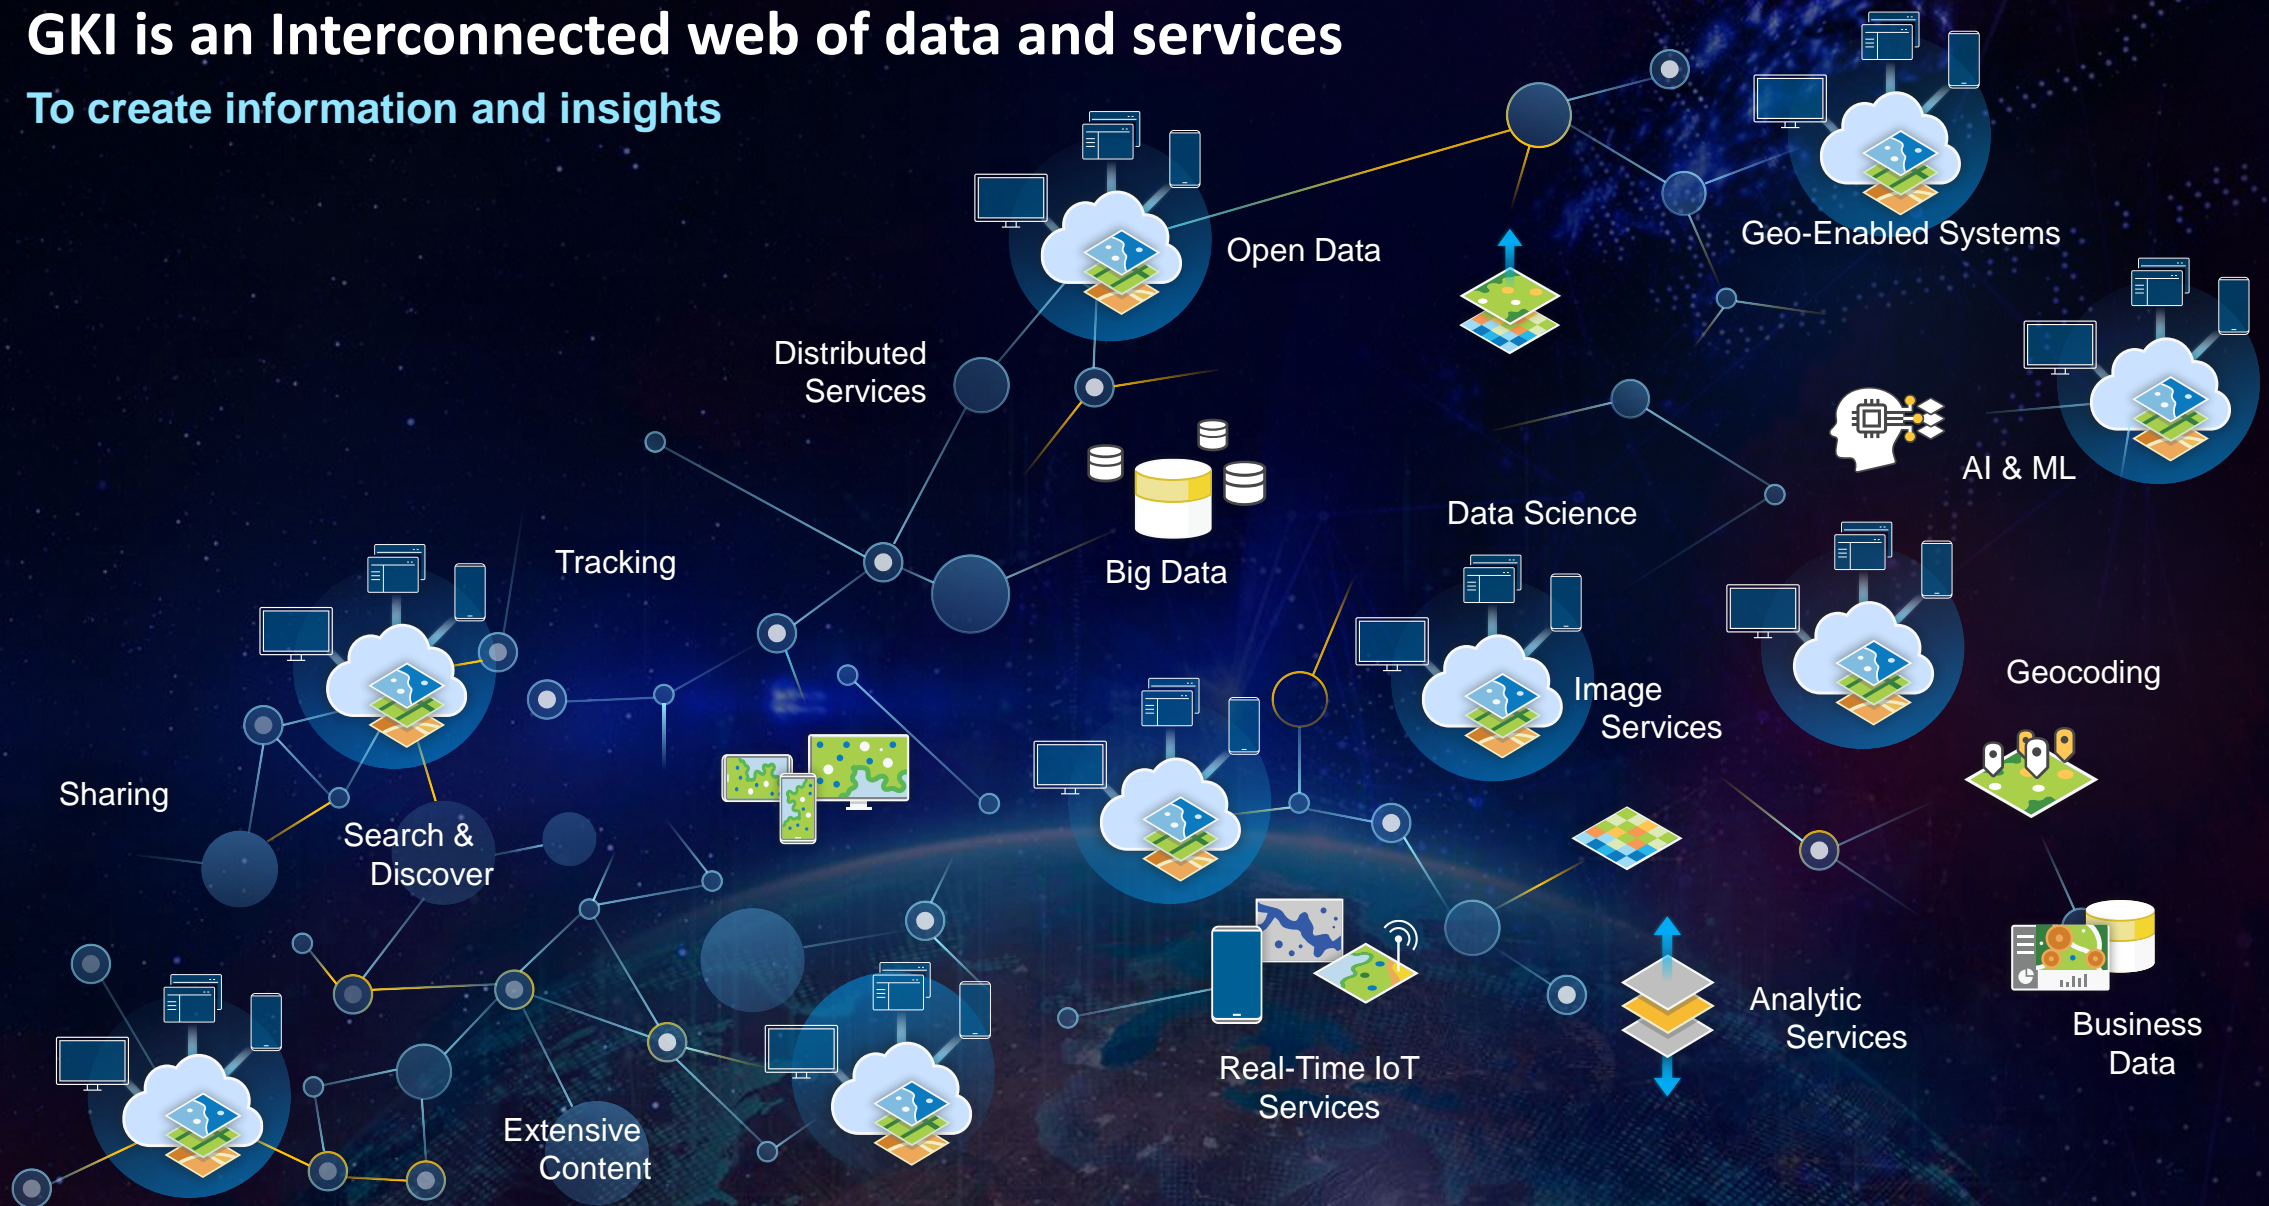 GKI is an Interconnected web of data and services
To create information and insights
Geo-Enabled Systems
Open Data
Distributed
Services
AI & ML
Data Science
Tracking
Big Data
Geocoding
Image
Services
Sharing
Search &
Discover
Analytic
Services
Business
Data
Real-Time IoT
Services
Extensive
Content